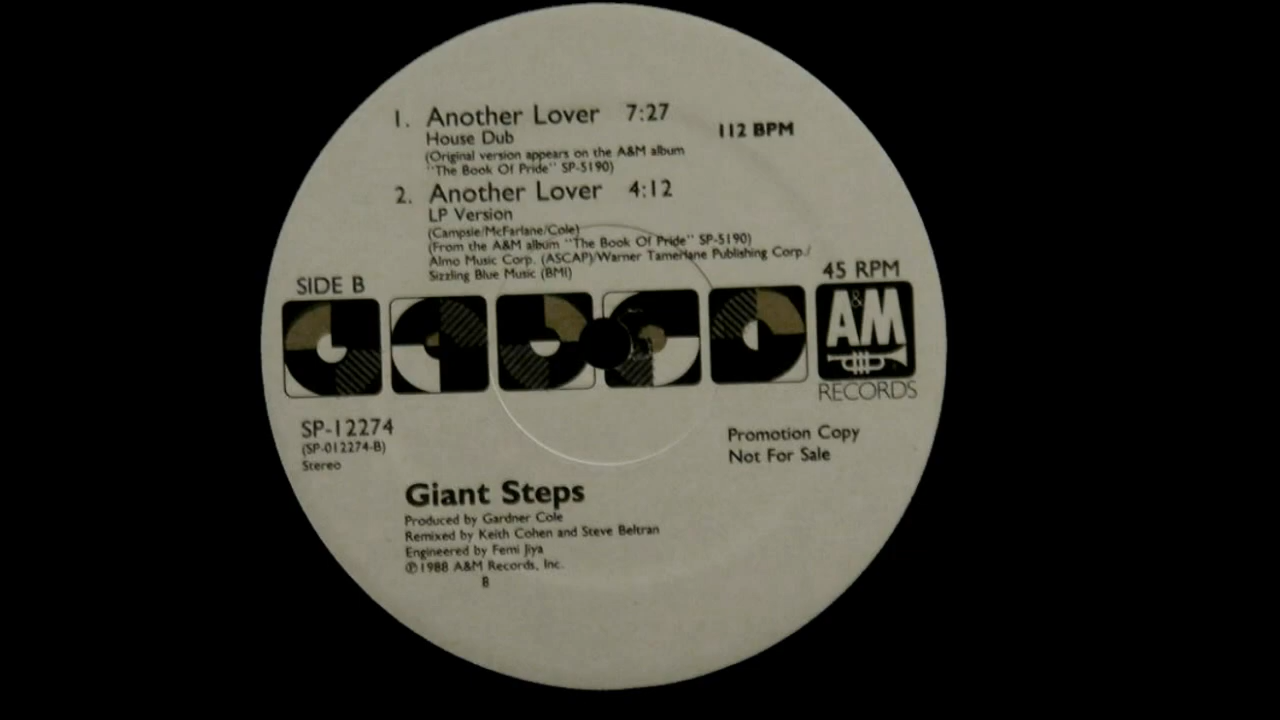 1. Another Lover 7:27
House Dub
112 BPM
(Original version appears on the A&M album
"The Book Of Pride" SP-5190)
2. Another Lover 4:12
LP Version
(Campsie/McFarlane/Cole)
(From the A&M album "The Book Of Pride" SP-5190)
Almo Music Corp. (ASCAP)/Warner Tamerlane Publishing Corp./
Sizzling Blue Music (BMI)
SIDE B
45 RPM
A&M
RECORDS
SP-12274
(SP-012274-B)
Stereo
Promotion Copy
Not For Sale
Giant Steps
Produced by Gardner Cole
Remixed by Keith Cohen and Steve Beltran
Engineered by Femi Jiya
℗1988 A&M Records, Inc.
B